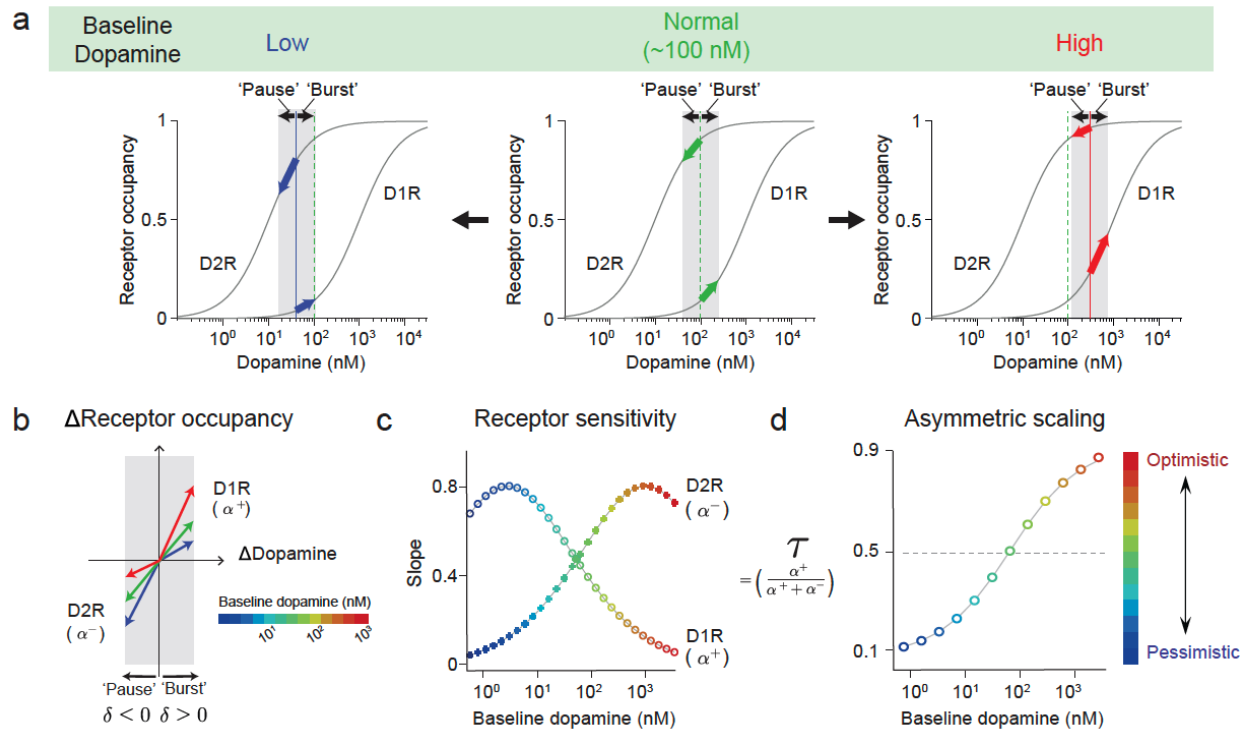 a
Baseline
Dopamine
Low
Normal
(~100 nM)
High
'Pause' 'Burst'
1
0.5
0
Receptor occupancy
D2R
D1R
10⁰ 10¹ 10² 10³ 10⁴
Dopamine (nM)
'Pause' 'Burst'
1
0.5
0
Receptor occupancy
D2R
D1R
10⁰ 10¹ 10² 10³ 10⁴
Dopamine (nM)
'Pause' 'Burst'
1
0.5
0
Receptor occupancy
D2R
D1R
10⁰ 10¹ 10² 10³ 10⁴
Dopamine (nM)
b
ΔReceptor occupancy
D1R
(α⁺)
ΔDopamine
D2R
(α⁻)
Baseline dopamine (nM)
10¹ 10² 10³
'Pause' 'Burst'
δ < 0 δ > 0
c
Receptor sensitivity
0.8
0.4
0
Slope
D2R
(α⁻)
D1R
(α⁺)
10⁰ 10¹ 10² 10³
Baseline dopamine (nM)
d
Asymmetric scaling
τ
= (α⁺ / α⁺ + α⁻)
0.9
0.5
0.1
10⁰ 10¹ 10² 10³
Baseline dopamine (nM)
Optimistic
Pessimistic